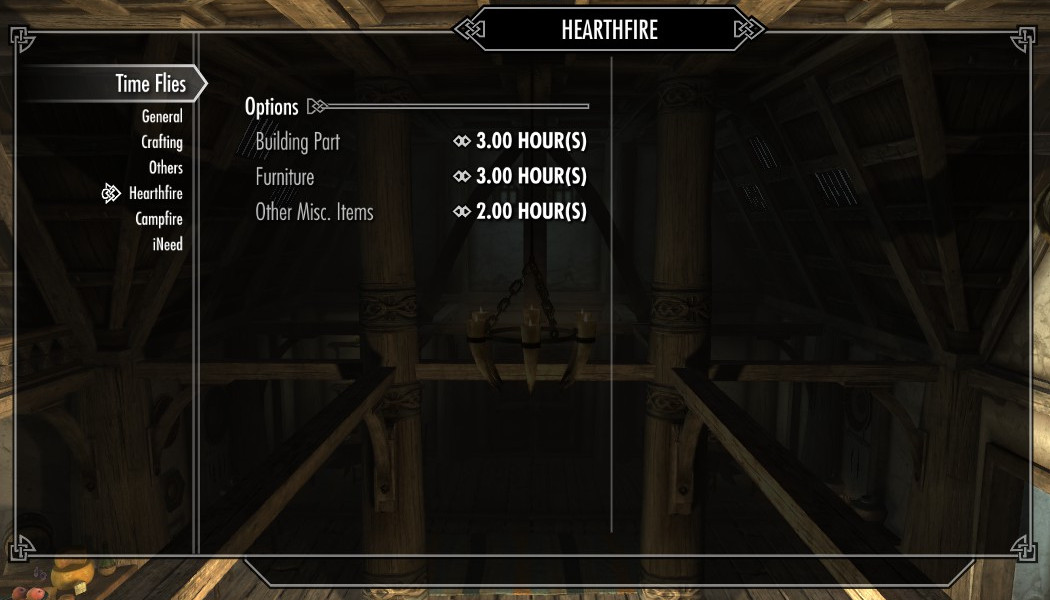 HEARTHFIRE
Time Flies
General
Crafting
Others
Hearthfire
Campfire
iNeed
Options
Building Part 3.00 HOUR(S)
Furniture 3.00 HOUR(S)
Other Misc. Items 2.00 HOUR(S)